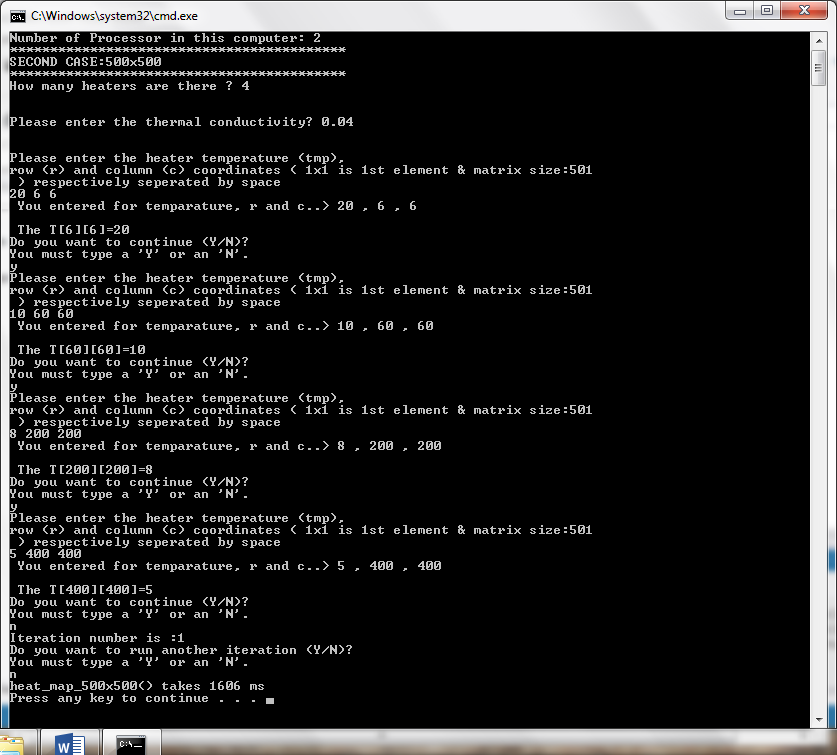 C:\Windows\system32\cmd.exe
Number of Processor in this computer: 2
******************************************
SECOND CASE:500x500
******************************************
How many heaters are there ? 4
Please enter the thermal conductivity? 0.04
Please enter the heater temperature (tmp),
row (r) and column (c) coordinates ( 1x1 is 1st element & matrix size:501
 ) respectively seperated by space
20 6 6
 You entered for temparature, r and c..> 20 , 6 , 6
 The T[6][6]=20
Do you want to continue (Y/N)?
You must type a 'Y' or an 'N'.
y
Please enter the heater temperature (tmp),
row (r) and column (c) coordinates ( 1x1 is 1st element & matrix size:501
 ) respectively seperated by space
10 60 60
 You entered for temparature, r and c..> 10 , 60 , 60
 The T[60][60]=10
Do you want to continue (Y/N)?
You must type a 'Y' or an 'N'.
y
Please enter the heater temperature (tmp),
row (r) and column (c) coordinates ( 1x1 is 1st element & matrix size:501
 ) respectively seperated by space
8 200 200
 You entered for temparature, r and c..> 8 , 200 , 200
 The T[200][200]=8
Do you want to continue (Y/N)?
You must type a 'Y' or an 'N'.
y
Please enter the heater temperature (tmp),
row (r) and column (c) coordinates ( 1x1 is 1st element & matrix size:501
 ) respectively seperated by space
5 400 400
 You entered for temparature, r and c..> 5 , 400 , 400
 The T[400][400]=5
Do you want to continue (Y/N)?
You must type a 'Y' or an 'N'.
n
Iteration number is :1
Do you want to run another iteration (Y/N)?
You must type a 'Y' or an 'N'.
n
heat_map_500x500() takes 1606 ms
Press any key to continue . . .